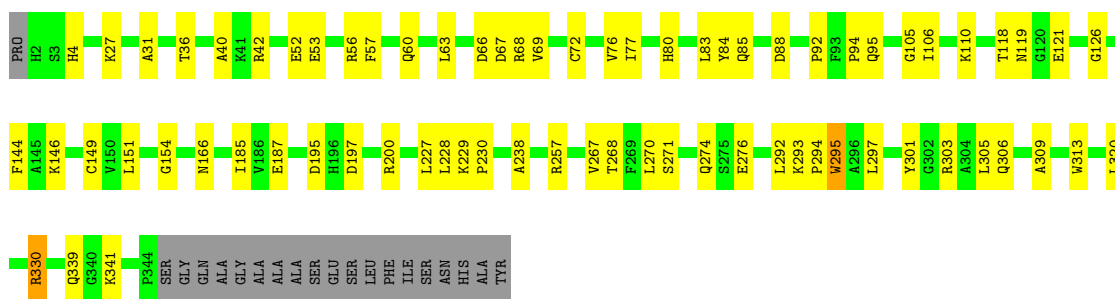 PRO H2 S3 H4 K27 A31 T36 A40 K41 R42 E52 E53 R56 F57 Q60 L63 D66 D67 R68 V69 C72 V76 I77 H80 L83 Y84 Q85 D88 P92 F93 P94 Q95 G105 I106 K110 T118 N119 G120 E121 G126
F144 A145 K146 C149 V150 L151 G154 N166 I185 V186 E187 D195 H196 D197 R200 L227 L228 K229 P230 A238 R257 V267 T268 F269 L270 S271 Q274 S275 E276 L292 K293 P294 W295 A296 L297 Y301 G302 R303 A304 L305 Q306 A309 W313
R330 Q339 G340 K341 P344 SER GLY GLN ALA GLY ALA ALA ALA SER GLU SER LEU PHE ILE SER ASN HIS ALA TYR